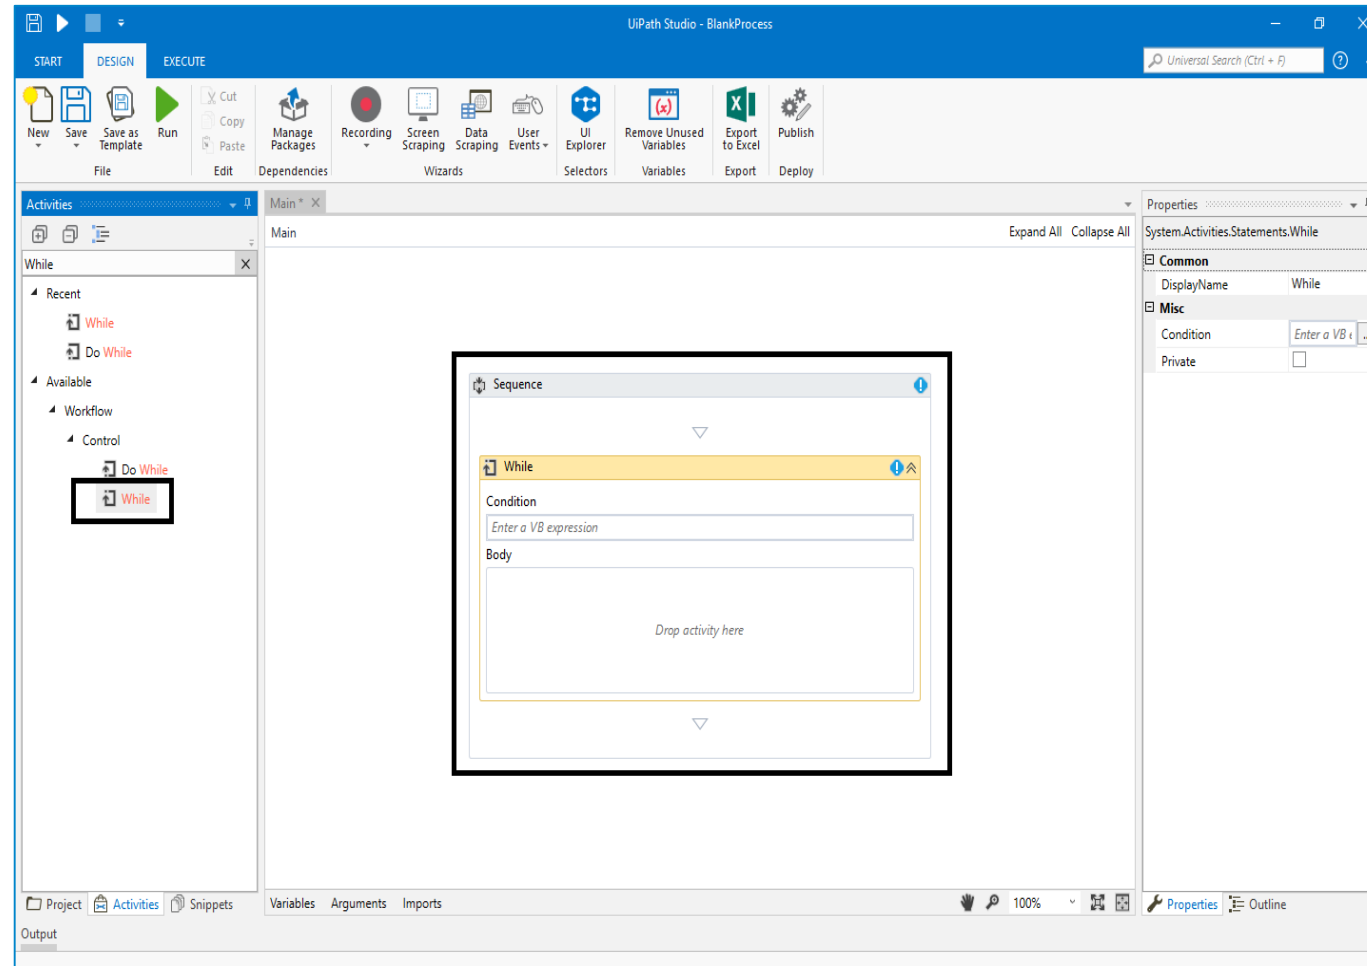 UiPath Studio - BlankProcess
START DESIGN EXECUTE
Universal Search (Ctrl + F)
New Save Save as Template Run
Cut
Copy
Paste
Manage Packages Recording Screen Scraping Data Scraping User Events UI Explorer Remove Unused Variables Export to Excel Publish
File Edit Dependencies Wizards Selectors Variables Export Deploy
Activities
While
Recent
While
Do While
Available
Workflow
Control
Do While
While
Main *
Main
Expand All Collapse All
Sequence
While
Condition
Enter a VB expression
Body
Drop activity here
Properties
System.Activities.Statements.While
Common
DisplayName While
Misc
Condition Enter a VB
Private
Project Activities Snippets
Variables Arguments Imports
100%
Properties Outline
Output